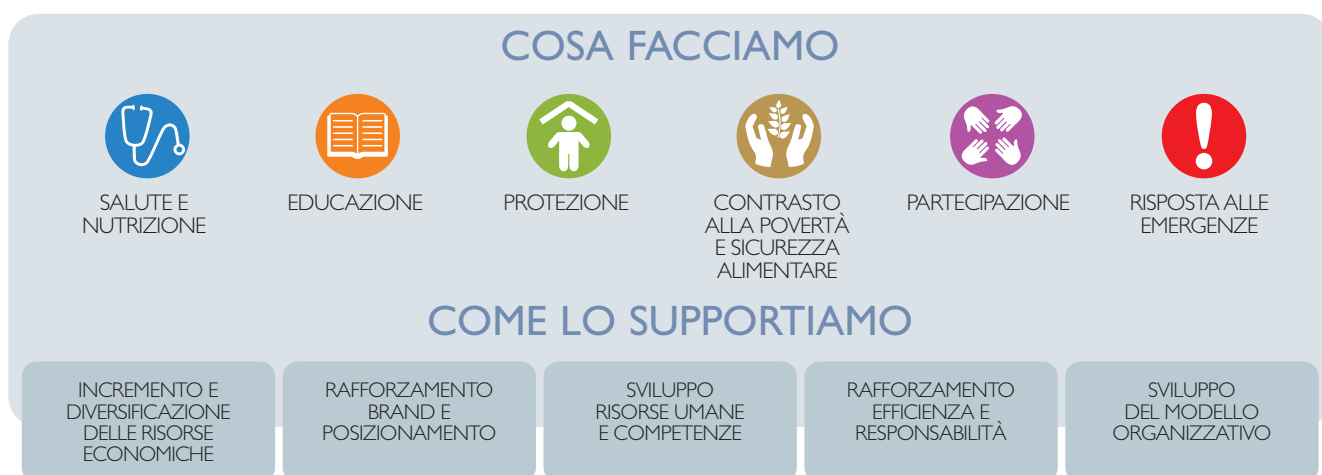 COSA FACCIAMO
SALUTE E
NUTRIZIONE
EDUCAZIONE
PROTEZIONE
CONTRASTO
ALLA POVERTÀ
E SICUREZZA
ALIMENTARE
PARTECIPAZIONE
RISPOSTA ALLE
EMERGENZE
COME LO SUPPORTIAMO
INCREMENTO E
DIVERSIFICAZIONE
DELLE RISORSE
ECONOMICHE
RAFFORZAMENTO
BRAND E
POSIZIONAMENTO
SVILUPPO
RISORSE UMANE
E COMPETENZE
RAFFORZAMENTO
EFFICIENZA E
RESPONSABILITÀ
SVILUPPO
DEL MODELLO
ORGANIZZATIVO